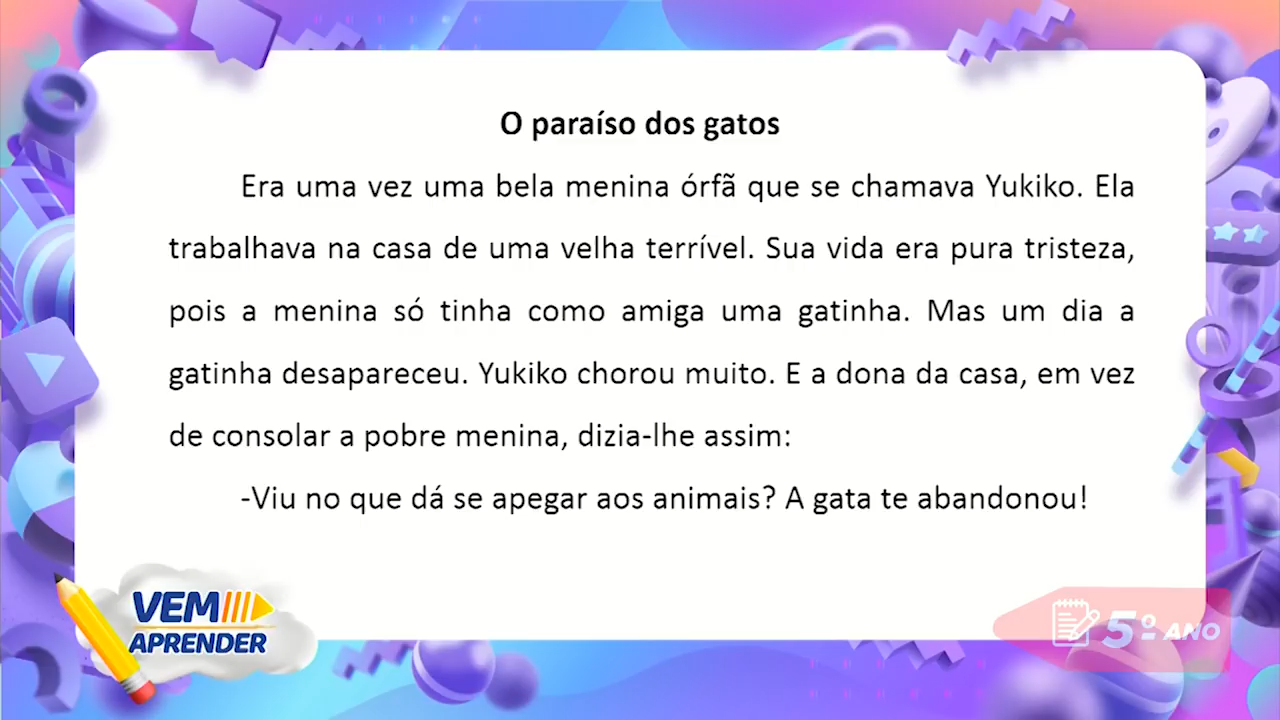 O paraíso dos gatos
Era uma vez uma bela menina órfã que se chamava Yukiko. Ela
trabalhava na casa de uma velha terrível. Sua vida era pura tristeza,
pois a menina só tinha como amiga uma gatinha. Mas um dia a
gatinha desapareceu. Yukiko chorou muito. E a dona da casa, em vez
de consolar a pobre menina, dizia-lhe assim:
-Viu no que dá se apegar aos animais? A gata te abandonou!
VEM
APRENDER
5º ANO